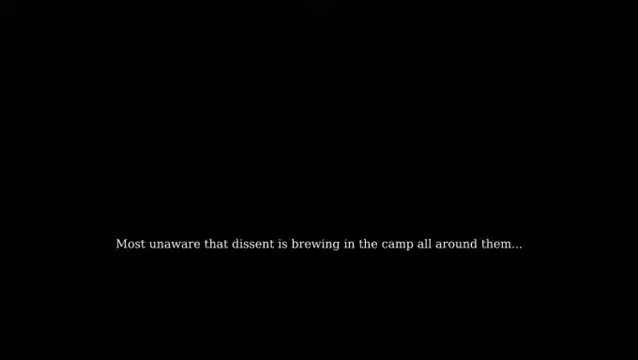 Most unaware that dissent is brewing in the camp all around them...